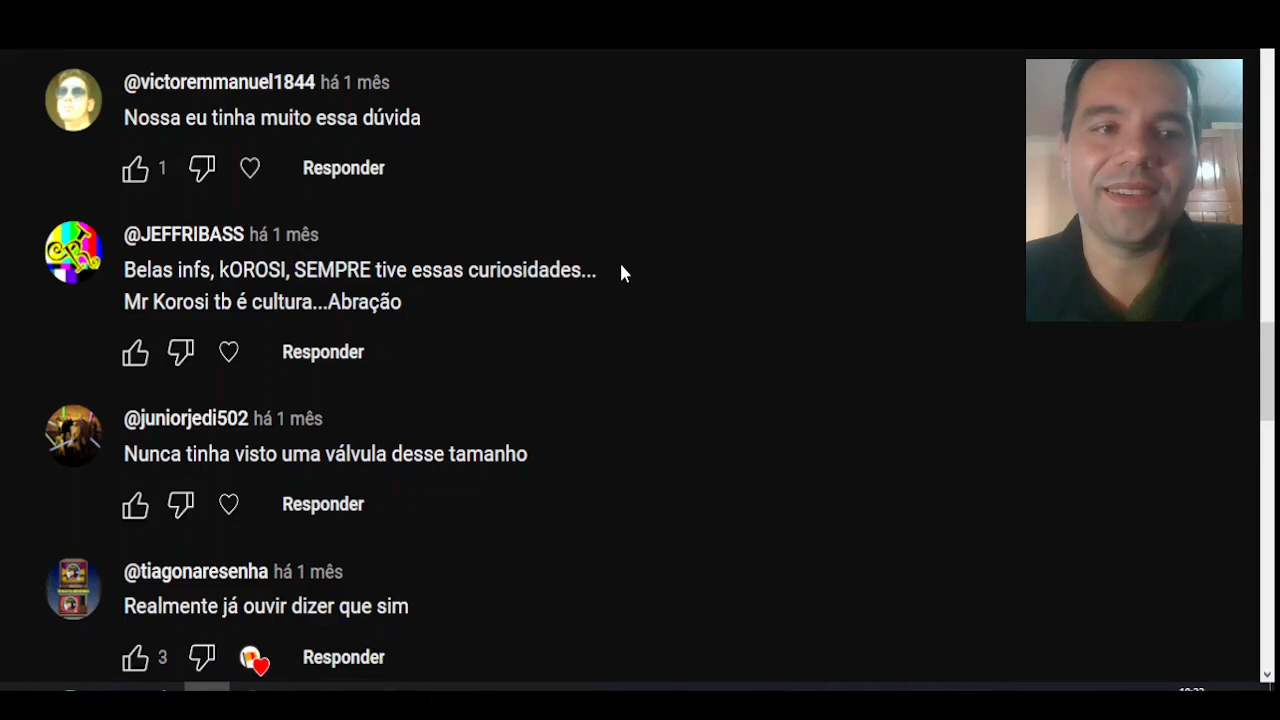 @victoremmanuel1844 há 1 mês
Nossa eu tinha muito essa dúvida
1 Responder
@JEFFRIBASS há 1 mês
Belas infs, kOROSI, SEMPRE tive essas curiosidades...
Mr Korosi tb é cultura...Abração
Responder
@juniorjedi502 há 1 mês
Nunca tinha visto uma válvula desse tamanho
Responder
@tiagonaresenha há 1 mês
Realmente já ouvir dizer que sim
3 Responder